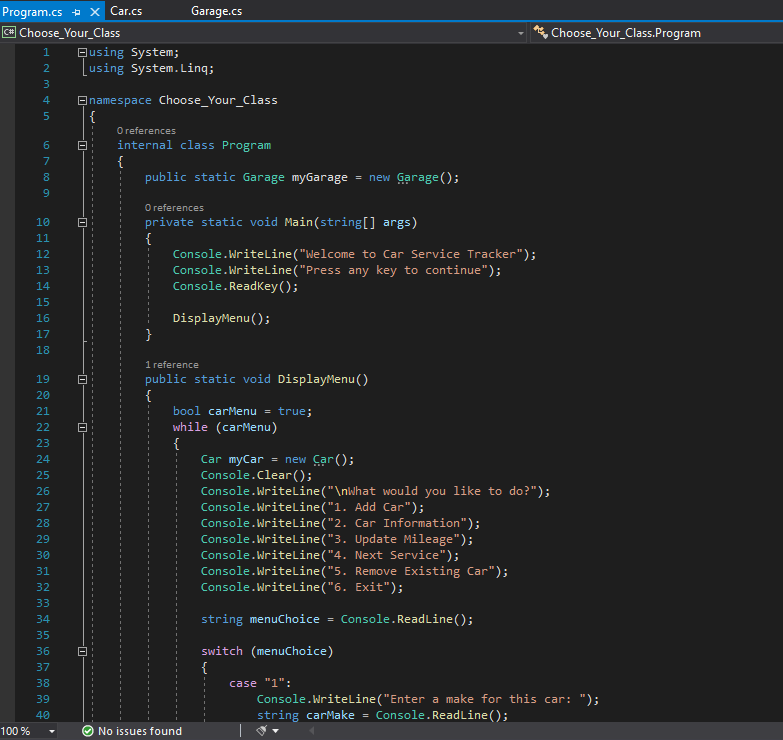 Program.cs Car.cs Garage.cs
C# Choose_Your_Class Choose_Your_Class.Program
1 using System;
2 using System.Linq;
3
4 namespace Choose_Your_Class
5 {
0 references
6 internal class Program
7 {
8 public static Garage myGarage = new Garage();
9
0 references
10 private static void Main(string[] args)
11 {
12 Console.WriteLine("Welcome to Car Service Tracker");
13 Console.WriteLine("Press any key to continue");
14 Console.ReadKey();
15
16 DisplayMenu();
17 }
18
1 reference
19 public static void DisplayMenu()
20 {
21 bool carMenu = true;
22 while (carMenu)
23 {
24 Car myCar = new Car();
25 Console.Clear();
26 Console.WriteLine("\nWhat would you like to do?");
27 Console.WriteLine("1. Add Car");
28 Console.WriteLine("2. Car Information");
29 Console.WriteLine("3. Update Mileage");
30 Console.WriteLine("4. Next Service");
31 Console.WriteLine("5. Remove Existing Car");
32 Console.WriteLine("6. Exit");
33
34 string menuChoice = Console.ReadLine();
35
36 switch (menuChoice)
37 {
38 case "1":
39 Console.WriteLine("Enter a make for this car: ");
40 string carMake = Console.ReadLine();
100 % No issues found